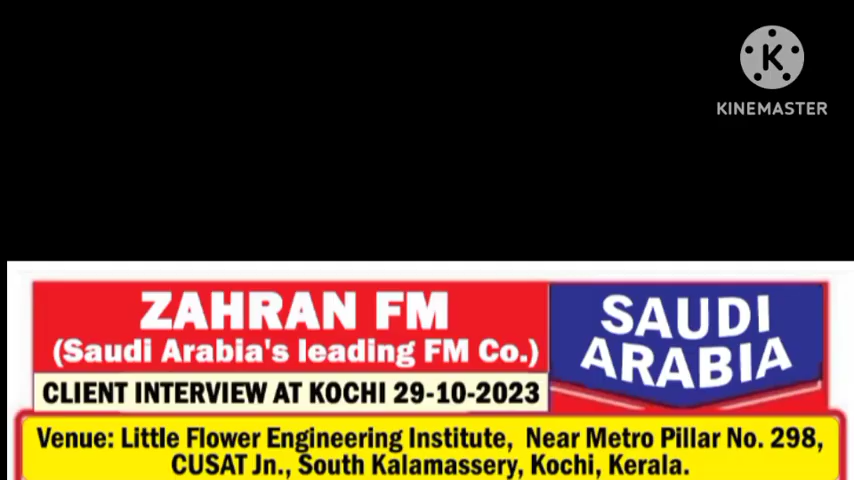 K
KINEMASTER
ZAHRAN FM
(Saudi Arabia's leading FM Co.)
CLIENT INTERVIEW AT KOCHI 29-10-2023
SAUDI
ARABIA
Venue: Little Flower Engineering Institute, Near Metro Pillar No. 298,
CUSAT Jn., South Kalamassery, Kochi, Kerala.